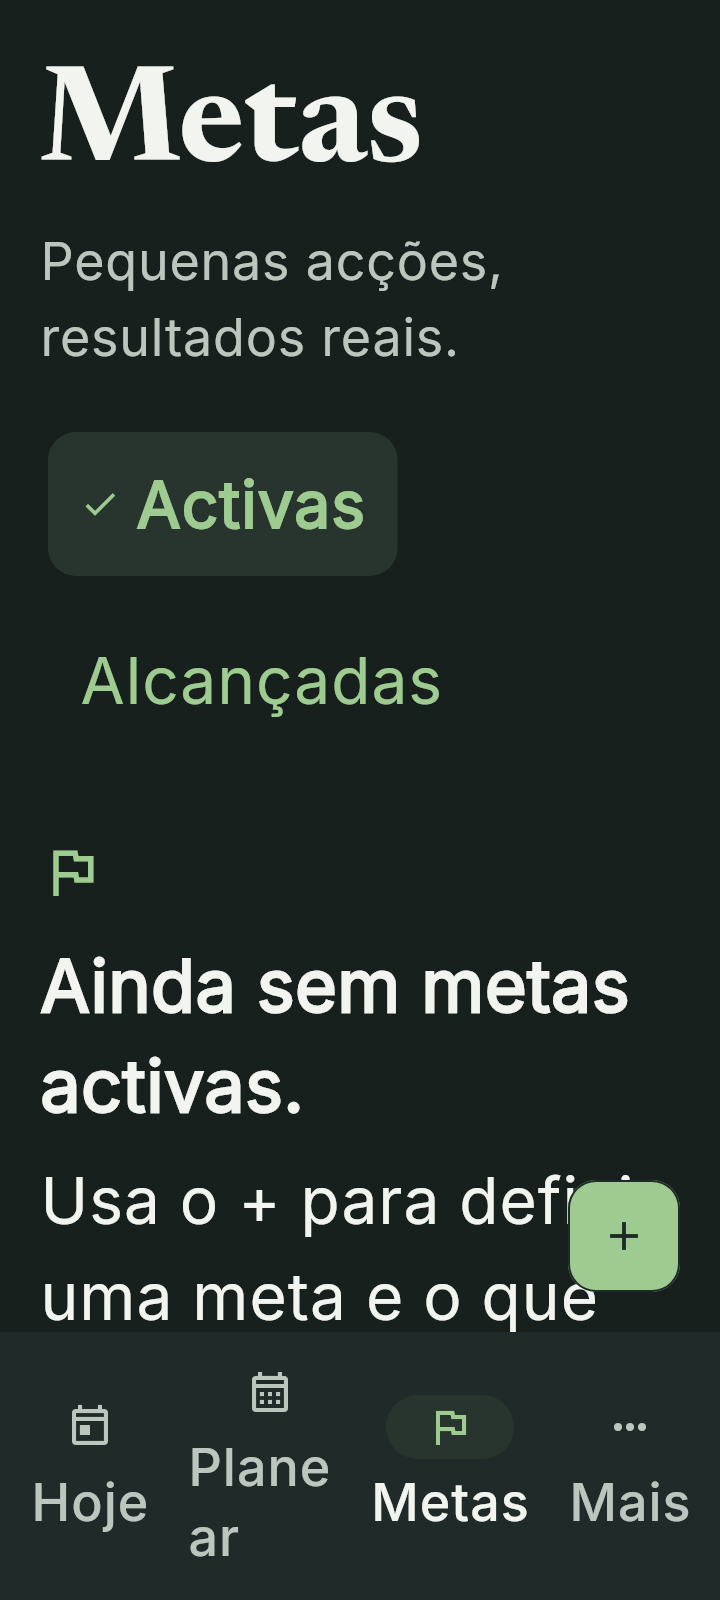 Metas
Pequenas acções,
resultados reais.
Activas
Alcançadas
Ainda sem metas
activas.
Usa o + para
uma meta e o que
Hoje
Plane
ar
Metas
Mais